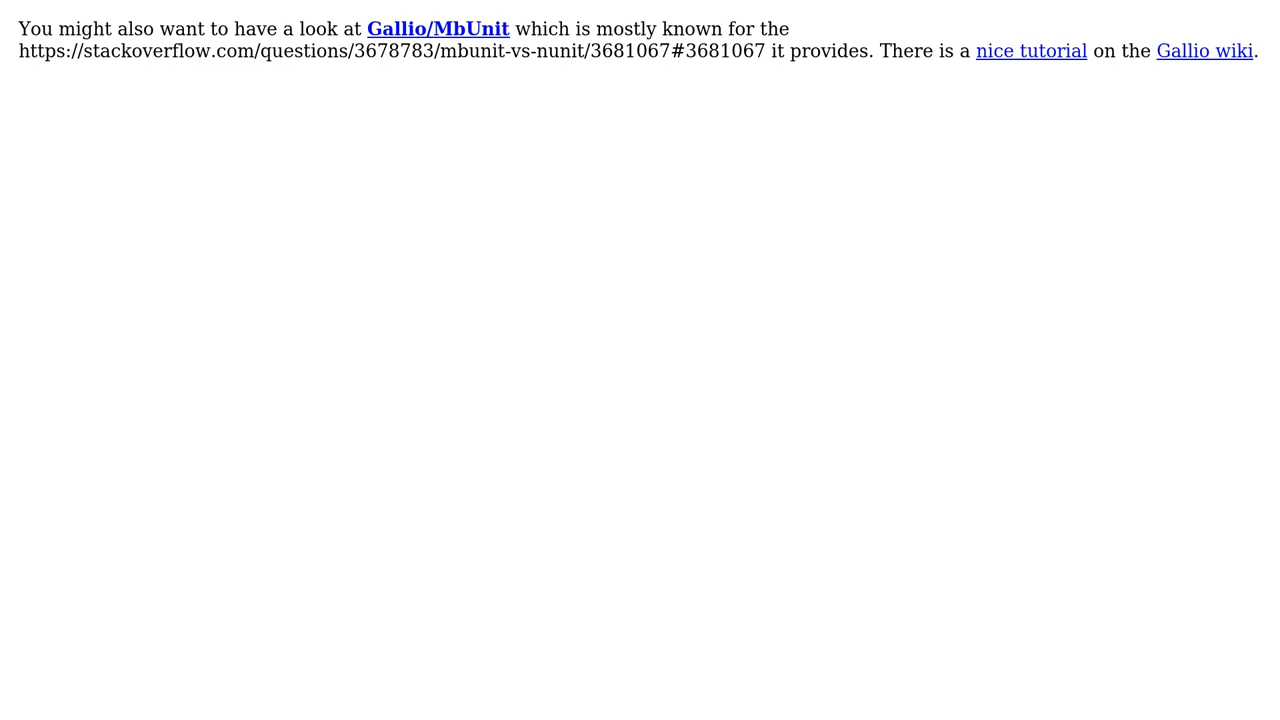 You might also want to have a look at Gallio/MbUnit which is mostly known for the
https://stackoverflow.com/questions/3678783/mbunit-vs-nunit/3681067#3681067 it provides. There is a nice tutorial on the Gallio wiki.